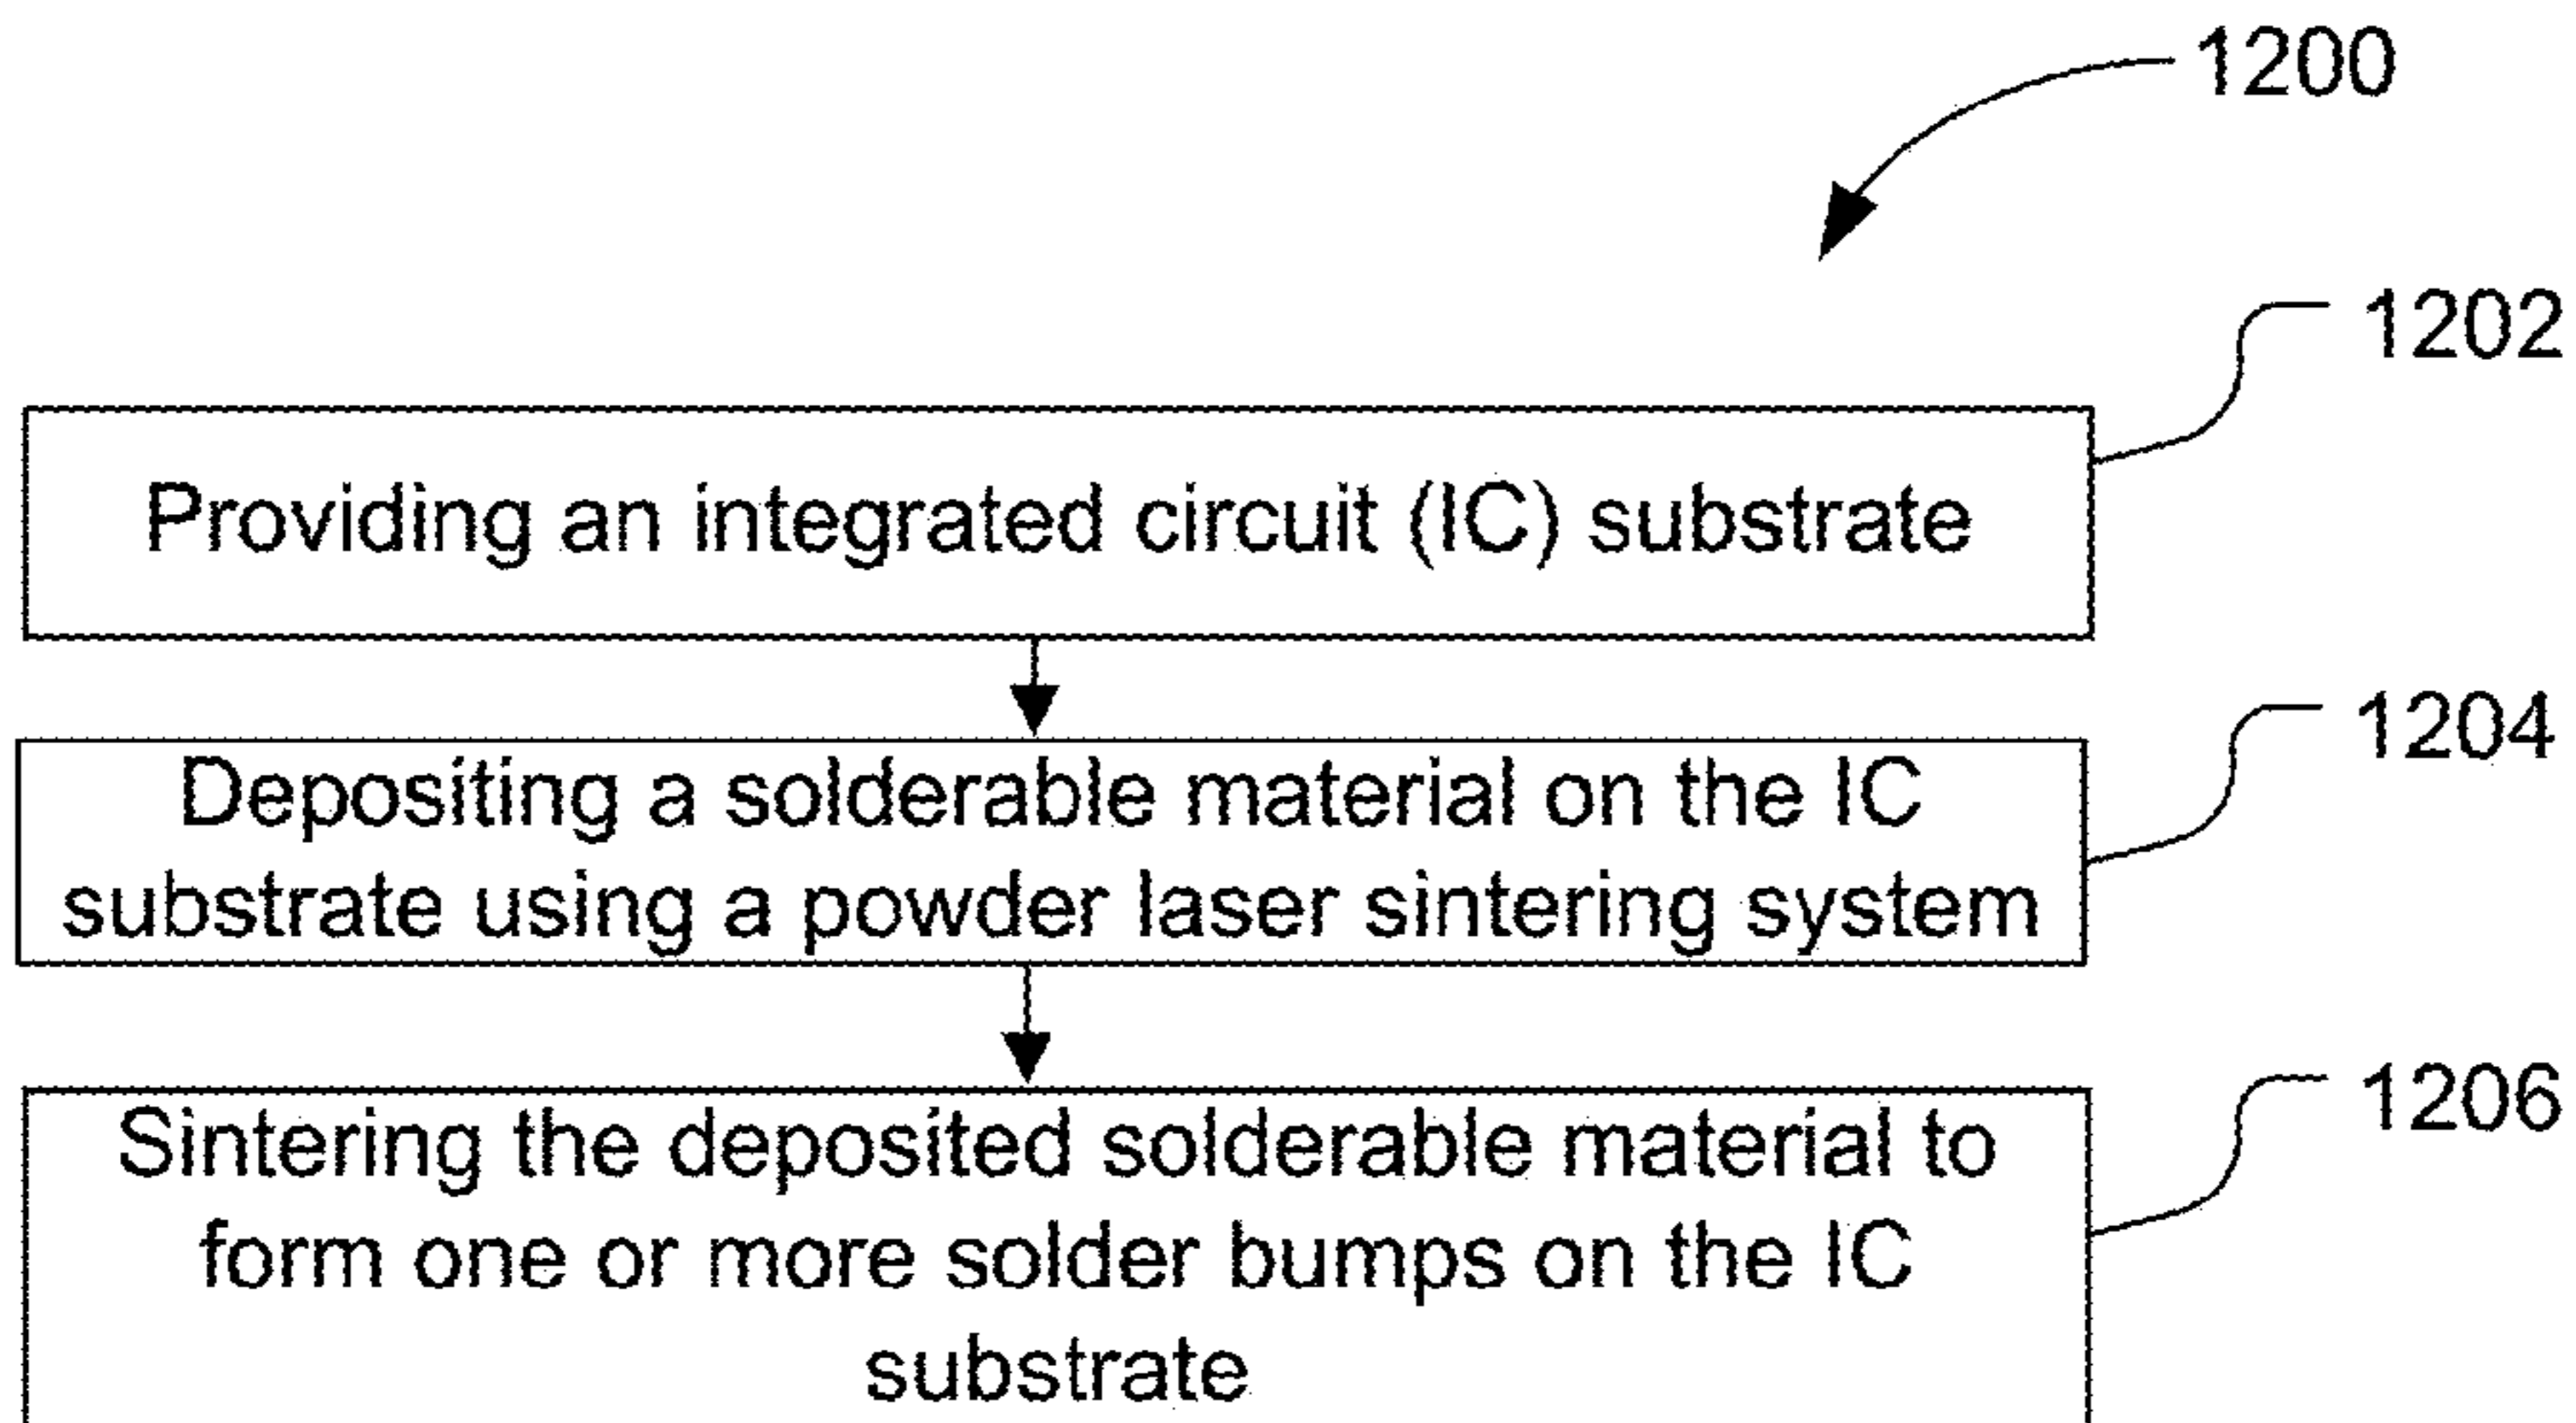 1200
1202
Providing an integrated circuit (IC) substrate
1204
Depositing a solderable material on the IC
substrate using a powder laser sintering system
1206
Sintering the deposited solderable material to
form one or more solder bumps on the IC
substrate